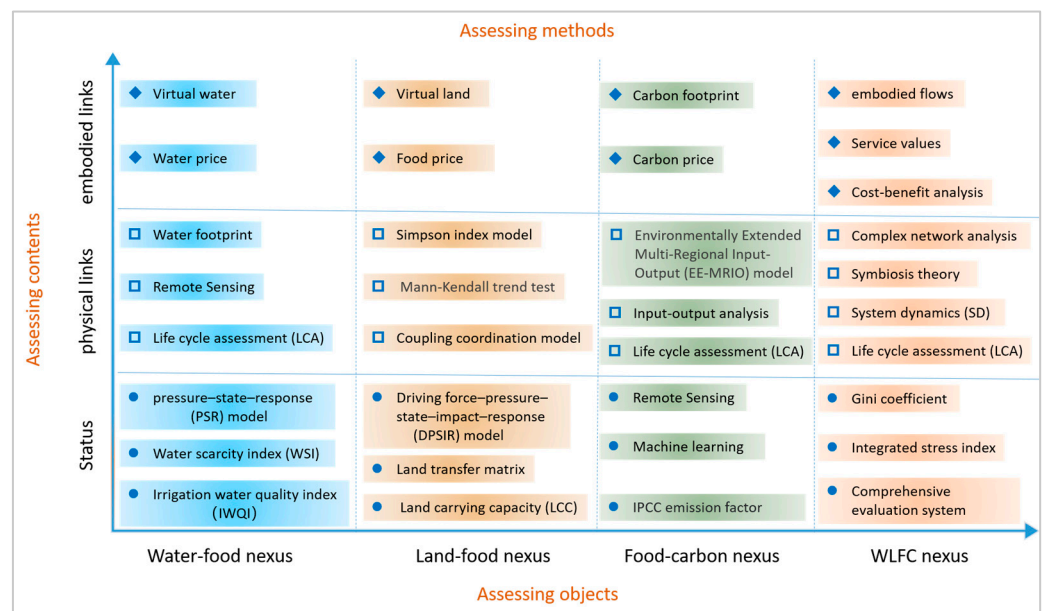 Assessing methods
Assessing contents
embodied links
Virtual water
Virtual land
Carbon footprint
embodied flows
Water price
Food price
Carbon price
Service values
Cost-benefit analysis
physical links
Water footprint
Simpson index model
Environmentally Extended
Multi-Regional Input-
Output (EE-MRIO) model
Complex network analysis
Remote Sensing
Mann-Kendall trend test
Symbiosis theory
Input-output analysis
System dynamics (SD)
Life cycle assessment (LCA)
Coupling coordination model
Life cycle assessment (LCA)
Life cycle assessment (LCA)
Status
pressure–state–response
(PSR) model
Driving force–pressure–
state–impact–response
(DPSIR) model
Remote Sensing
Gini coefficient
Water scarcity index (WSI)
Land transfer matrix
Machine learning
Integrated stress index
Irrigation water quality index
(IWQI)
Land carrying capacity (LCC)
IPCC emission factor
Comprehensive
evaluation system
Water-food nexus
Land-food nexus
Food-carbon nexus
WLFC nexus
Assessing objects